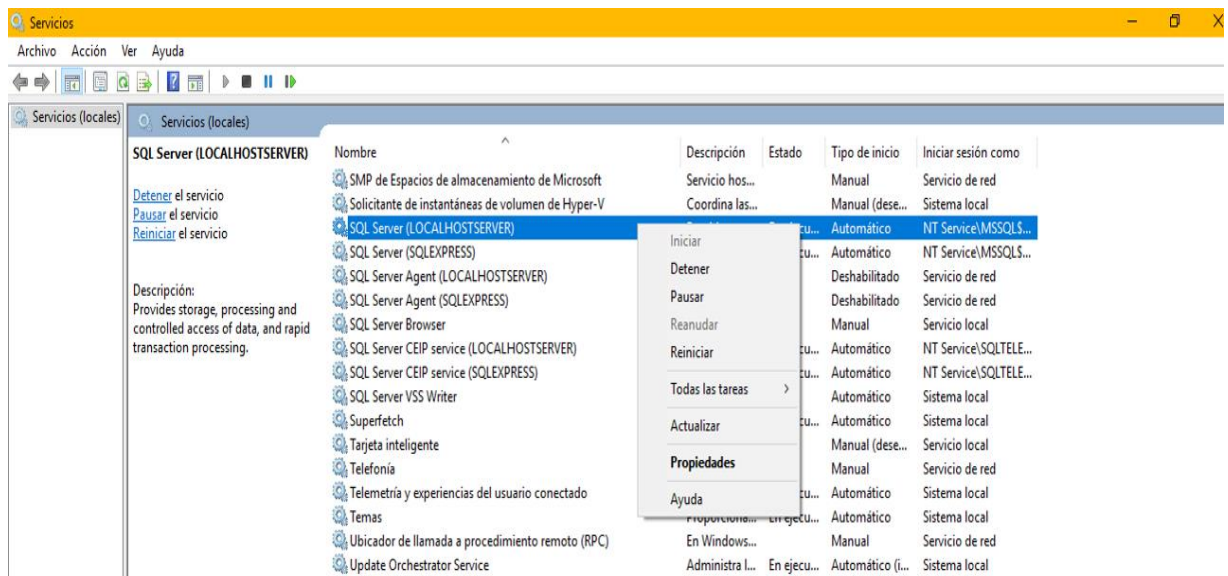 Servicios
Archivo Acción Ver Ayuda
Servicios (locales)
Servicios (locales)
SQL Server (LOCALHOSTSERVER)
Detener el servicio
Pausar el servicio
Reiniciar el servicio
Descripción:
Provides storage, processing and
controlled access of data, and rapid
transaction processing.
Nombre Descripción Estado Tipo de inicio Iniciar sesión como
SMP de Espacios de almacenamiento de Microsoft Servicio hos... Manual Servicio de red
Solicitante de instantáneas de volumen de Hyper-V Coordina las... Manual (dese... Sistema local
SQL Server (LOCALHOSTSERVER) Automático NT Service\MSSQL$...
SQL Server (SQLEXPRESS) Automático NT Service\MSSQL$...
SQL Server Agent (LOCALHOSTSERVER) Deshabilitado Servicio de red
SQL Server Agent (SQLEXPRESS) Deshabilitado Servicio de red
SQL Server Browser Manual Servicio local
SQL Server CEIP service (LOCALHOSTSERVER) Automático NT Service\SQLTELE...
SQL Server CEIP service (SQLEXPRESS) Automático NT Service\SQLTELE...
SQL Server VSS Writer Automático Sistema local
Superfetch Automático Sistema local
Tarjeta inteligente Manual (dese... Servicio local
Telefonía Manual Servicio de red
Telemetría y experiencias del usuario conectado Automático Sistema local
Temas Proporciona... En ejecu... Automático Sistema local
Ubicador de llamada a procedimiento remoto (RPC) En Windows... Manual Servicio de red
Update Orchestrator Service Administra l... En ejecu... Automático (i... Sistema local
Iniciar
Detener
Pausar
Reanudar
Reiniciar
Todas las tareas
Actualizar
Propiedades
Ayuda